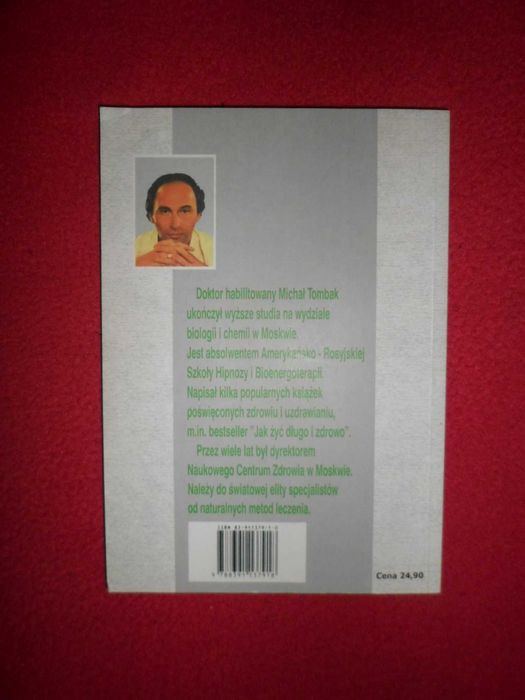 Doktor habilitowany Michał Tombak
ukończył wyższe studia na wydziale
biologii i chemii w Moskwie.
Jest absolwentem Amerykańsko - Rosyjskiej
Szkoły Hipnozy i Bioenergoterapii.
Napisał kilka popularnych książek
poświęconych zdrowiu i uzdrawianiu,
m.in. bestseller "Jak żyć długo i zdrowo".
Przez wiele lat był dyrektorem
Naukowego Centrum Zdrowia w Moskwie.
Należy do światowej elity specjalistów
od naturalnych metod leczenia.
ISBN
Cena 24,90